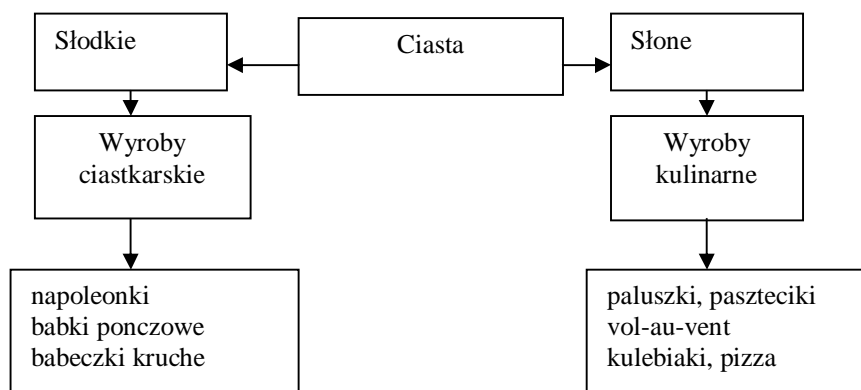 Ciasta
Słodkie
Słone
Wyroby
ciastkarskie
Wyroby
kulinarne
napoleonki
babki ponczowe
babeczki kruche
paluszki, paszteciki
vol-au-vent
kulebiaki, pizza